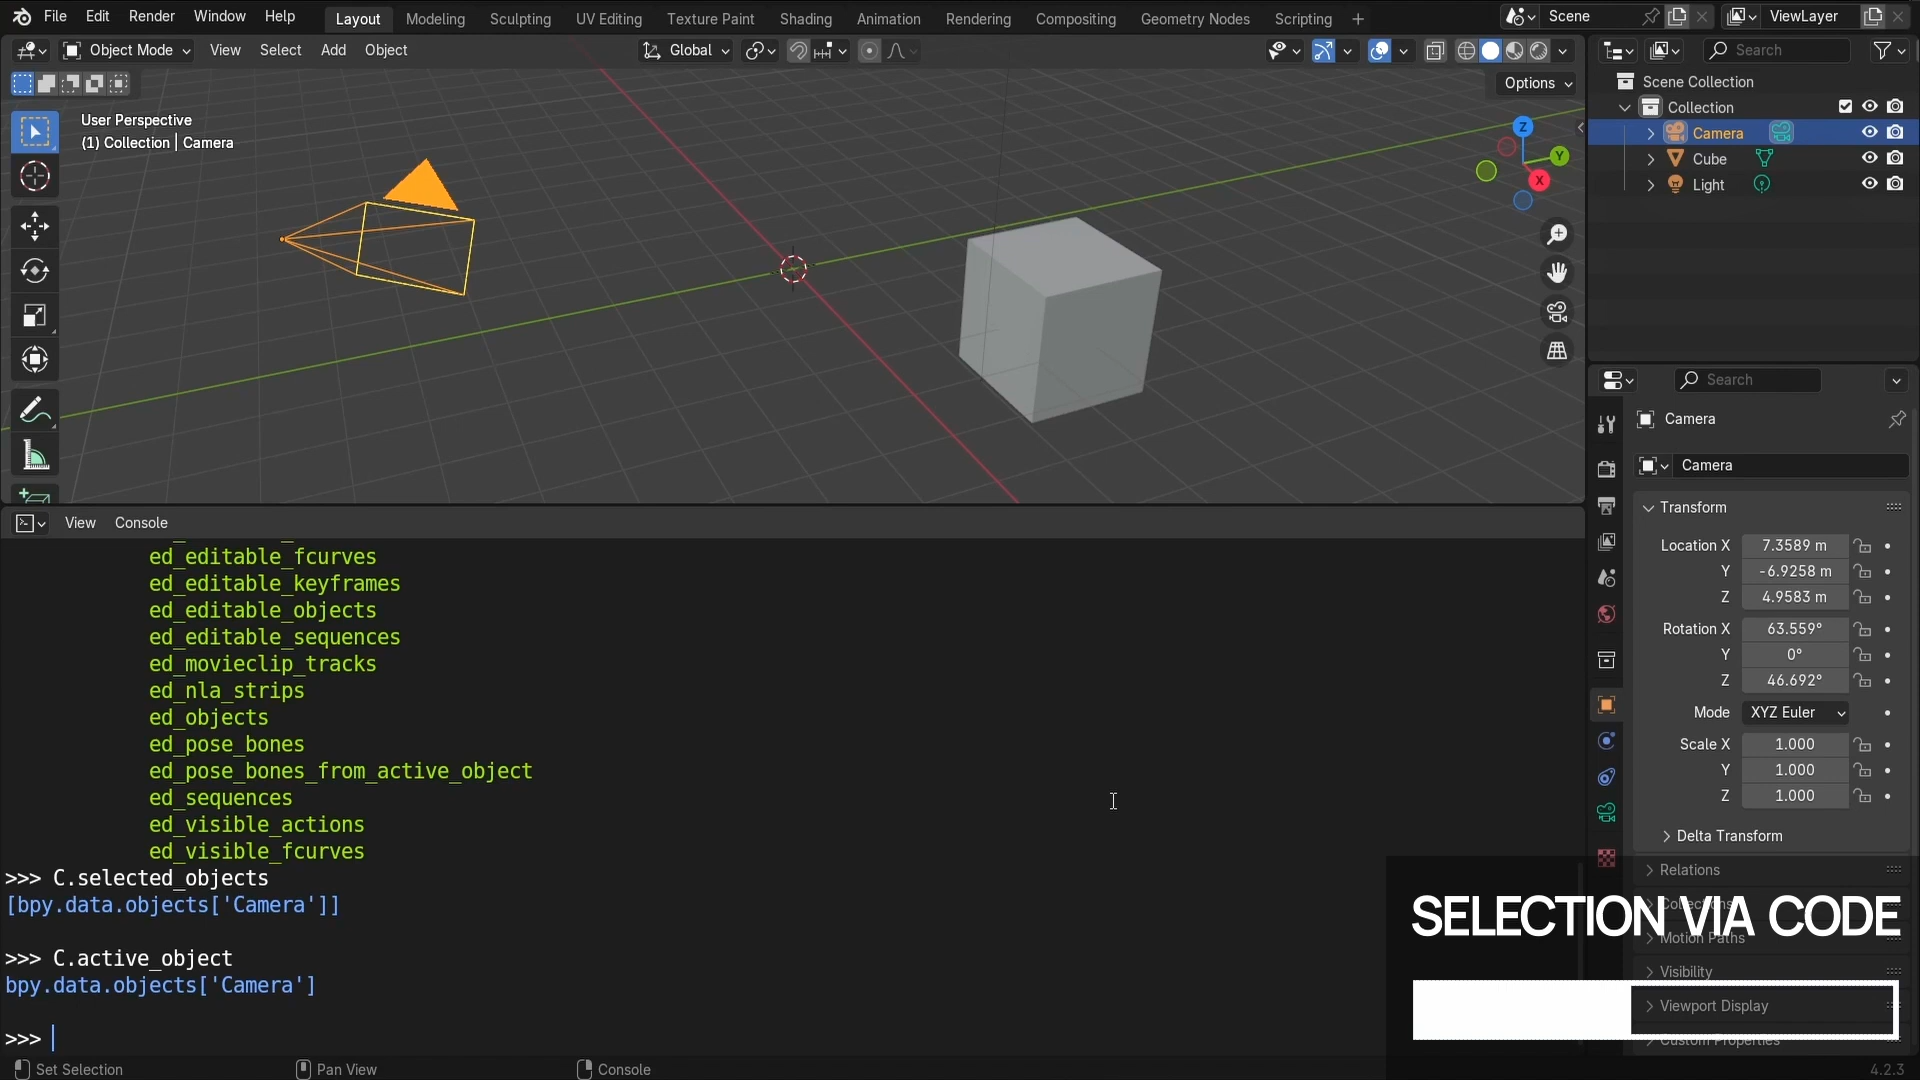 File Edit Render Window Help Layout Modeling Sculpting UV Editing Texture Paint Shading Animation Rendering Compositing Geometry Nodes Scripting + Scene ViewLayer
Object Mode View Select Add Object Global Search
Options
User Perspective
(1) Collection | Camera
Z
Y
X
Scene Collection
Collection
Camera
Cube
Light
Search
Camera
Camera
Transform
Location X 7.3589 m
Y -6.9258 m
Z 4.9583 m
Rotation X 63.559°
Y 0°
Z 46.692°
Mode XYZ Euler
Scale X 1.000
Y 1.000
Z 1.000
Delta Transform
Relations
Collections
Motion Paths
Visibility
Viewport Display
Custom Properties
View Console
ed_editable_fcurves
ed_editable_keyframes
ed_editable_objects
ed_editable_sequences
ed_movieclip_tracks
ed_nla_strips
ed_objects
ed_pose_bones
ed_pose_bones_from_active_object
ed_sequences
ed_visible_actions
ed_visible_fcurves
>>> C.selected_objects
[bpy.data.objects['Camera']]
>>> C.active_object
bpy.data.objects['Camera']
>>>
SELECTION VIA CODE
Set Selection Pan View Console 4.2.3